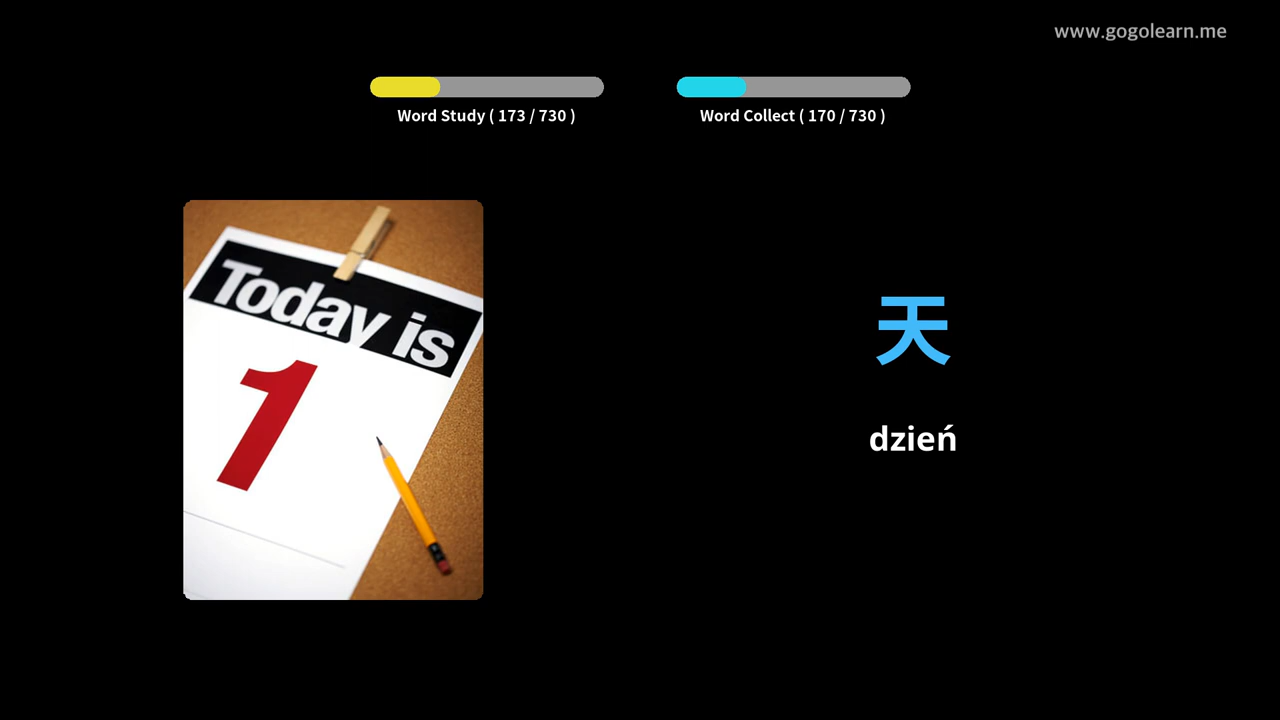 www.gogolearn.me
Word Study ( 173 / 730 )
Word Collect ( 170 / 730 )
Today is
1
天
dzień